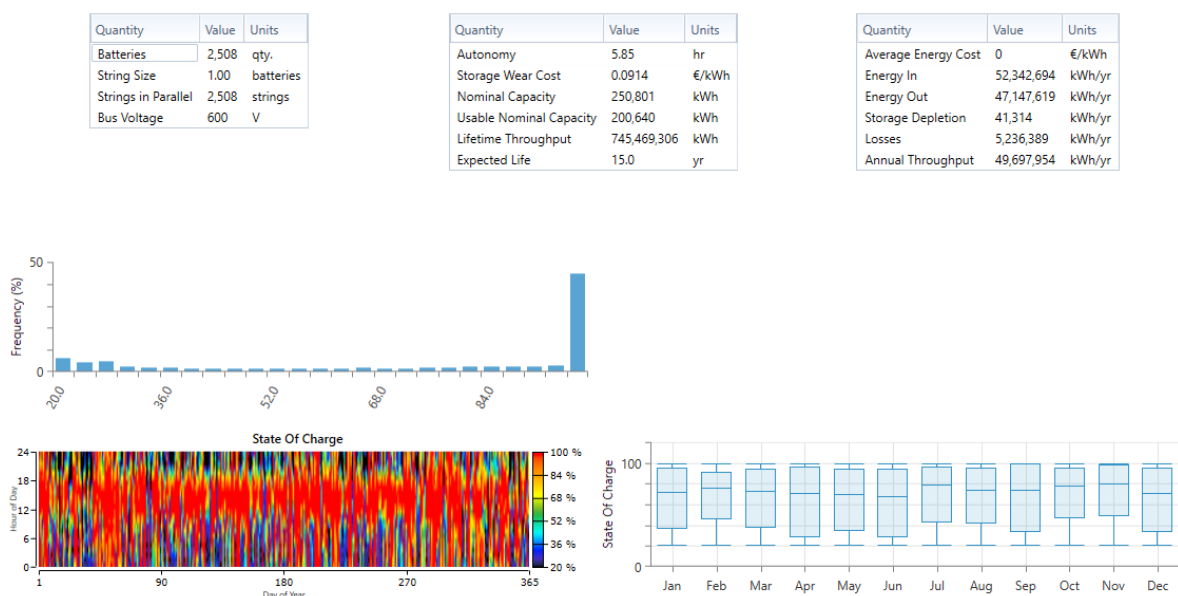 Quantity Value Units
Batteries 2,508 qty.
String Size 1.00 batteries
Strings in Parallel 2,508 strings
Bus Voltage 600 V
Quantity Value Units
Autonomy 5.85 hr
Storage Wear Cost 0.0914 €/kWh
Nominal Capacity 250,801 kWh
Usable Nominal Capacity 200,640 kWh
Lifetime Throughput 745,469,306 kWh
Expected Life 15.0 yr
Quantity Value Units
Average Energy Cost 0 €/kWh
Energy In 52,342,694 kWh/yr
Energy Out 47,147,619 kWh/yr
Storage Depletion 41,314 kWh/yr
Losses 5,236,389 kWh/yr
Annual Throughput 49,697,954 kWh/yr
Frequency (%)
50
0
20.0 36.0 52.0 68.0 84.0
State Of Charge
Hour of Day
24
18
12
6
0
1 90 180 270 365
Day of Year
100 %
84 %
68 %
52 %
36 %
20 %
State Of Charge
100
0
Jan Feb Mar Apr May Jun Jul Aug Sep Oct Nov Dec